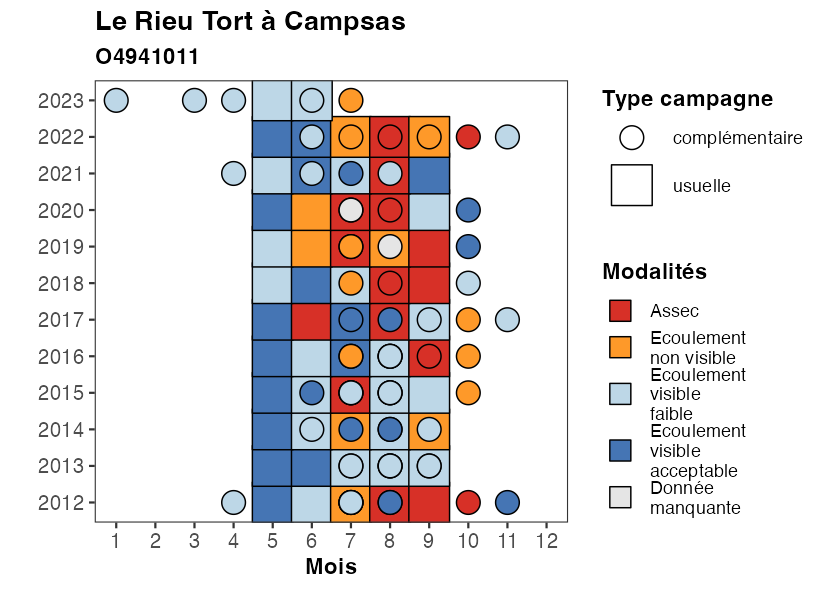 Le Rieu Tort à Campsas
O4941011
2023
2022
2021
2020
2019
2018
2017
2016
2015
2014
2013
2012
1 2 3 4 5 6 7 8 9 10 11 12
Mois
Type campagne
complémentaire
usuelle
Modalités
Assec
Ecoulement
non visible
Ecoulement
visible
faible
Ecoulement
visible
acceptable
Donnée
manquante